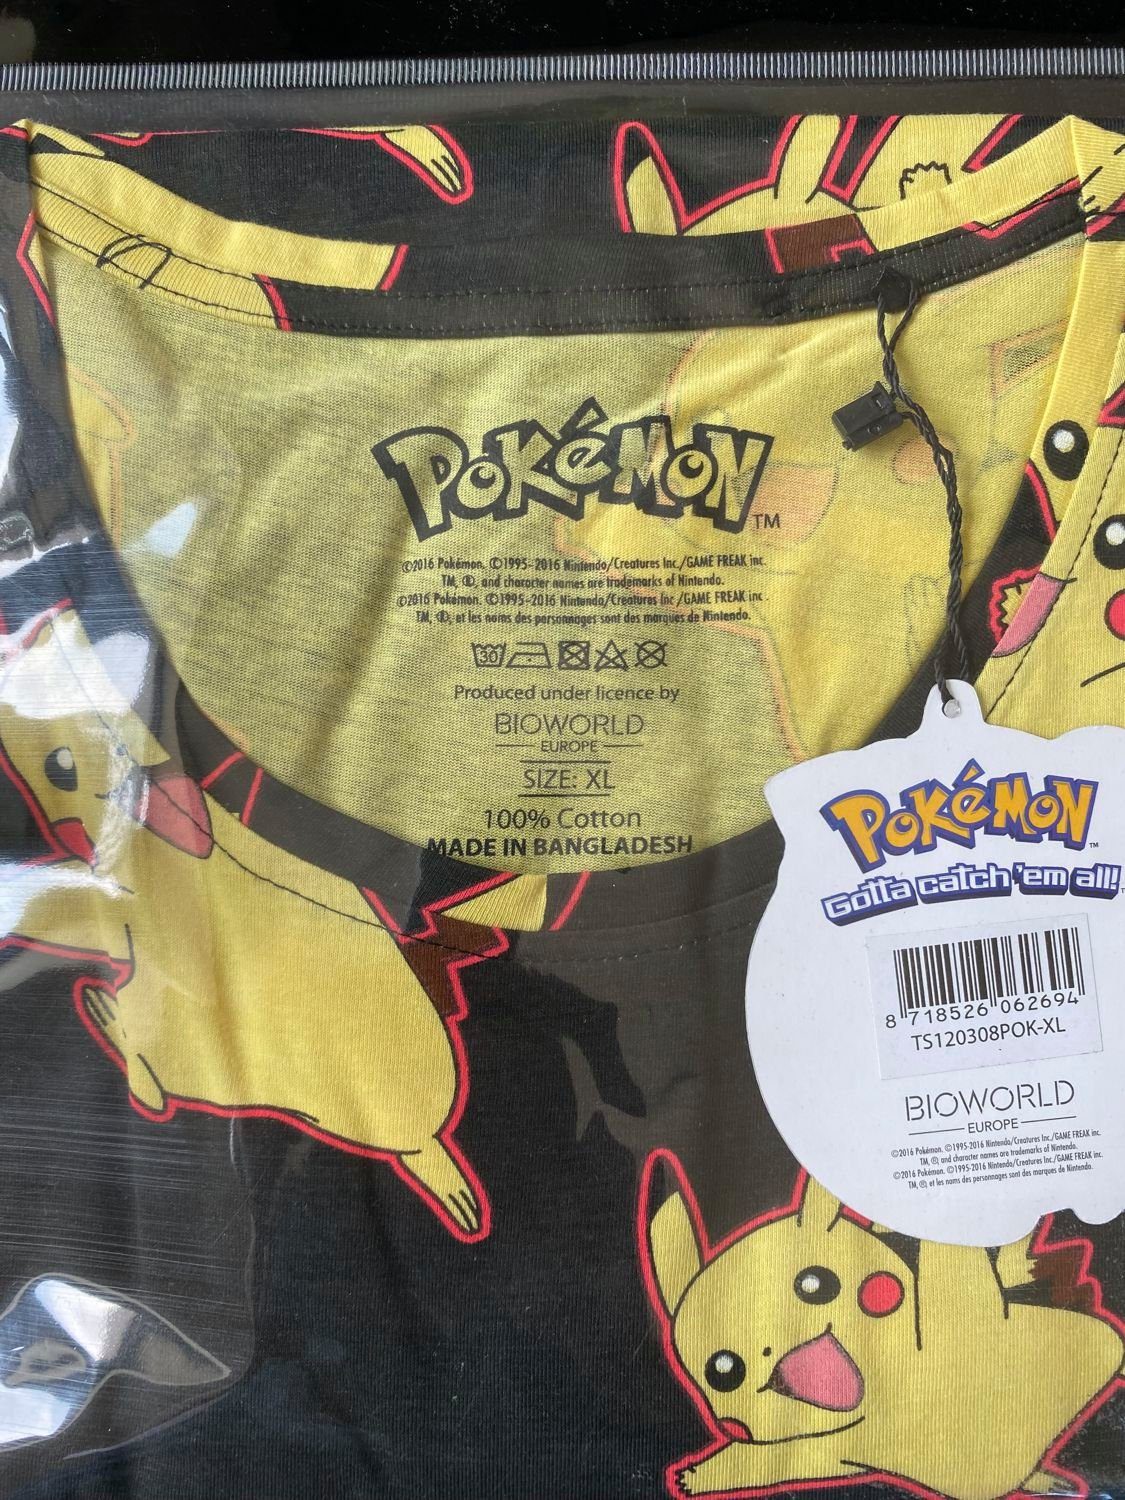 POKéMON
TM
©2016 Pokémon. ©1995-2016 Nintendo/Creatures Inc./GAME FREAK inc.
TM, ®, and character names are trademarks of Nintendo.
©2016 Pokémon. ©1995-2016 Nintendo/Creatures Inc./GAME FREAK inc.
TM, ®, et les noms des personnages sont des marques de Nintendo.
30
Produced under licence by
BIOWORLD
EUROPE
SIZE: XL
100% Cotton
MADE IN BANGLADESH
POKéMON
TM
Gotta catch 'em all!
8 718526 062694
TS120308POK-XL
BIOWORLD
EUROPE
©2016 Pokémon. ©1995-2016 Nintendo/Creatures Inc./GAME FREAK inc.
TM, ® and character names are trademarks of Nintendo.
©2016 Pokémon. ©1995-2016 Nintendo/Creatures Inc./GAME FREAK inc.
TM, ® et les noms des personnages sont des marques de Nintendo.